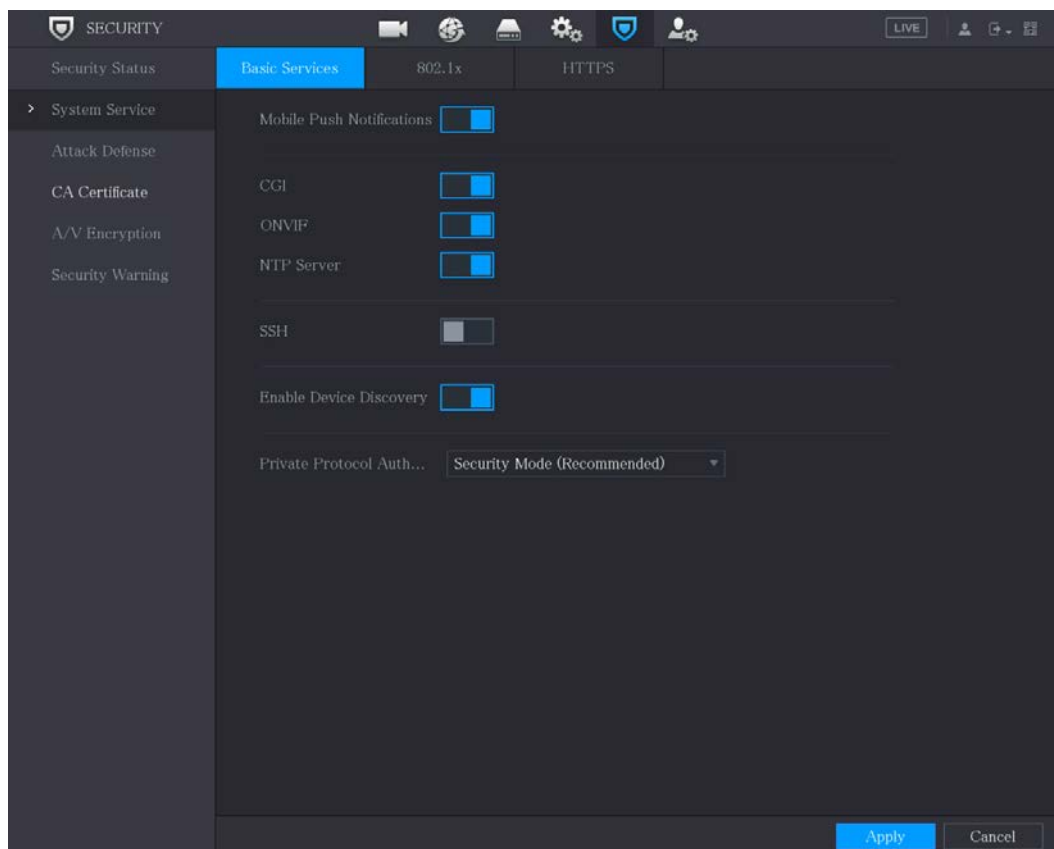 SECURITY
LIVE
Security Status
Basic Services
802.1x
HTTPS
System Service
Mobile Push Notifications
Attack Defense
CA Certificate
CGI
A/V Encryption
ONVIF
Security Warning
NTP Server
SSH
Enable Device Discovery
Private Protocol Auth... Security Mode (Recommended)
Apply
Cancel